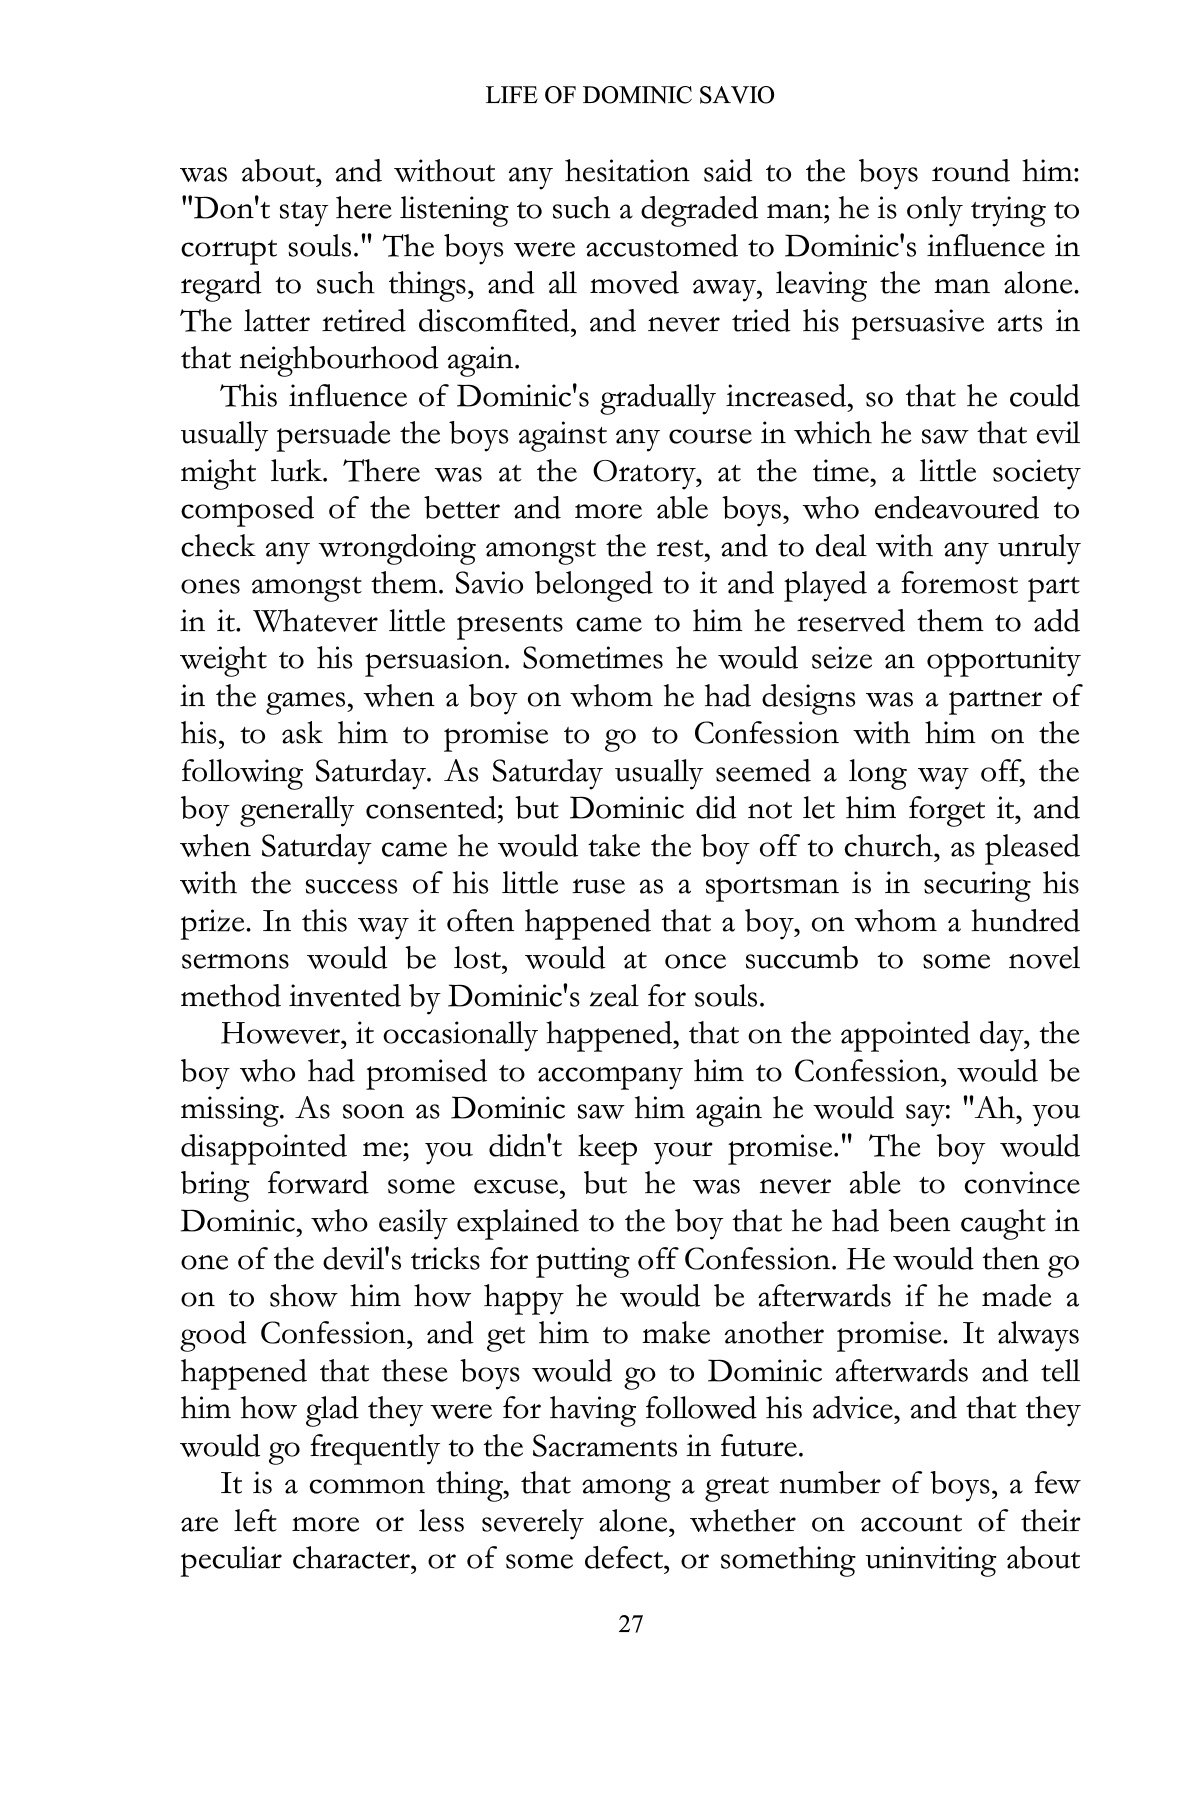 LIFE OF DOMINIC SAVIO
was about, and without any hesitation said to the boys round him:
"Don't stay here listening to such a degraded man; he is only trying to
corrupt souls." The boys were accustomed to Dominic's influence in
regard to such things, and all moved away, leaving the man alone.
The latter retired discomfited, and never tried his persuasive arts in
that neighbourhood again.
This influence of Dominic's gradually increased, so that he could
usually persuade the boys against any course in which he saw that evil
might lurk. There was at the Oratory, at the time, a little society
composed of the better and more able boys, who endeavoured to
check any wrongdoing amongst the rest, and to deal with any unruly
ones amongst them. Savio belonged to it and played a foremost part
in it. Whatever little presents came to him he reserved them to add
weight to his persuasion. Sometimes he would seize an opportunity
in the games, when a boy on whom he had designs was a partner of
his, to ask him to promise to go to Confession with him on the
following Saturday. As Saturday usually seemed a long way off, the
boy generally consented; but Dominic did not let him forget it, and
when Saturday came he would take the boy off to church, as pleased
with the success of his little ruse as a sportsman is in securing his
prize. In this way it often happened that a boy, on whom a hundred
sermons would be lost, would at once succumb to some novel
method invented by Dominic's zeal for souls.
However, it occasionally happened, that on the appointed day, the
boy who had promised to accompany him to Confession, would be
missing. As soon as Dominic saw him again he would say: "Ah, you
disappointed me; you didn't keep your promise." The boy would
bring forward some excuse, but he was never able to convince
Dominic, who easily explained to the boy that he had been caught in
one of the devil's tricks for putting off Confession. He would then go
on to show him how happy he would be afterwards if he made a
good Confession, and get him to make another promise. It always
happened that these boys would go to Dominic afterwards and tell
him how glad they were for having followed his advice, and that they
would go frequently to the Sacraments in future.
It is a common thing, that among a great number of boys, a few
are left more or less severely alone, whether on account of their
peculiar character, or of some defect, or something uninviting about
27